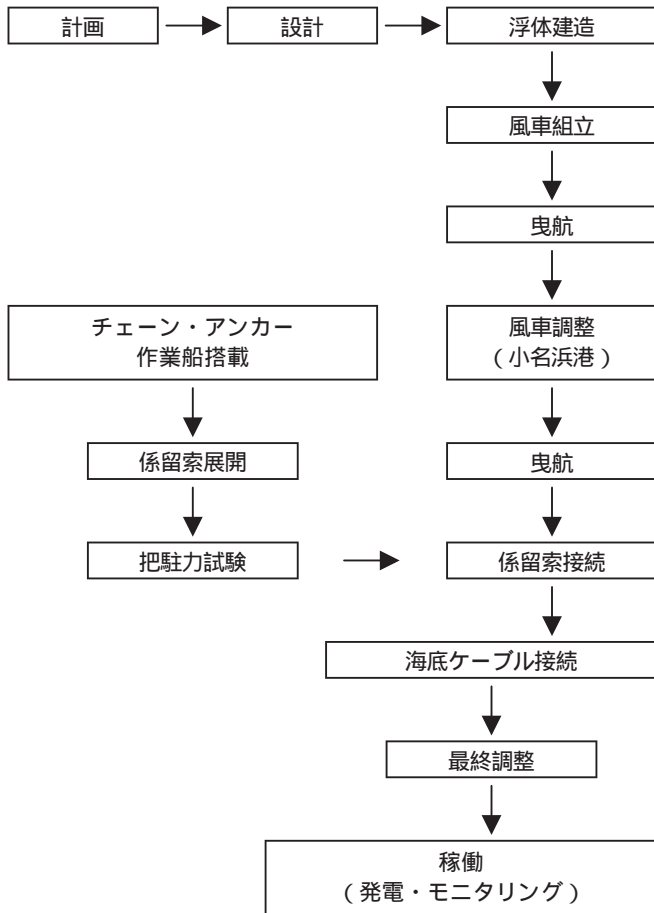 計画
設計
浮体建造
風車組立
曳航
チェーン・アンカー
作業船搭載
風車調整
(小名浜港)
係留索展開
曳航
把駐力試験
係留索接続
海底ケーブル接続
最終調整
稼働
(発電・モニタリング)